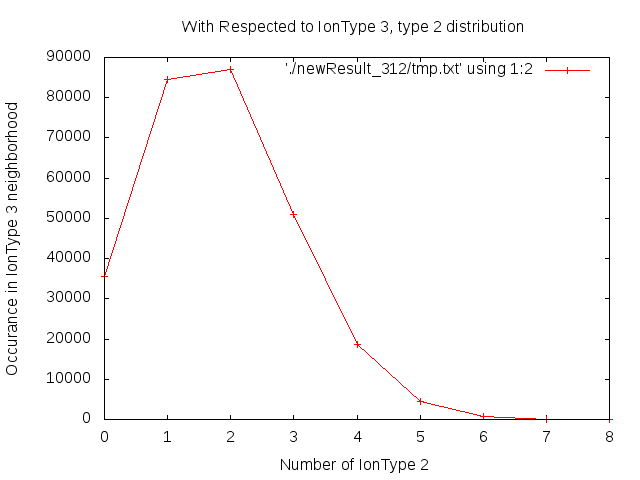 With Respected to IonType 3, type 2 distribution
'./newResult_312/tmp.txt' using 1:2
90000
80000
70000
60000
50000
40000
30000
20000
10000
0
Occurance in IonType 3 neighborhood
0 1 2 3 4 5 6 7 8
Number of IonType 2